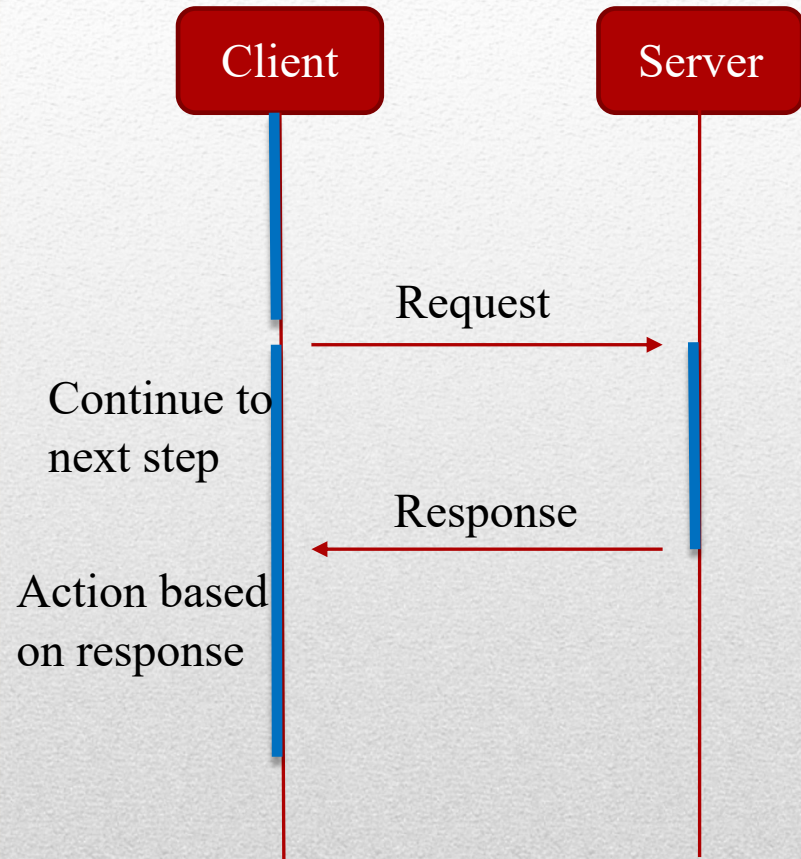 Client
Server
Request
Continue to
next step
Response
Action based
on response